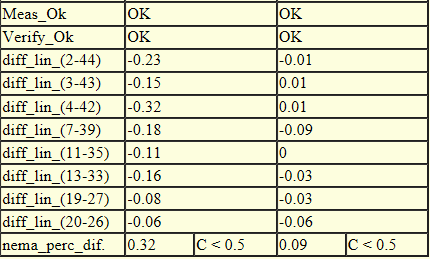 Meas_Ok OK OK
Verify_Ok OK OK
diff_lin_(2-44) -0.23 -0.01
diff_lin_(3-43) -0.15 0.01
diff_lin_(4-42) -0.32 0.01
diff_lin_(7-39) -0.18 -0.09
diff_lin_(11-35) -0.11 0
diff_lin_(13-33) -0.16 -0.03
diff_lin_(19-27) -0.08 -0.03
diff_lin_(20-26) -0.06 -0.06
nema_perc_dif. 0.32 C < 0.5 0.09 C < 0.5